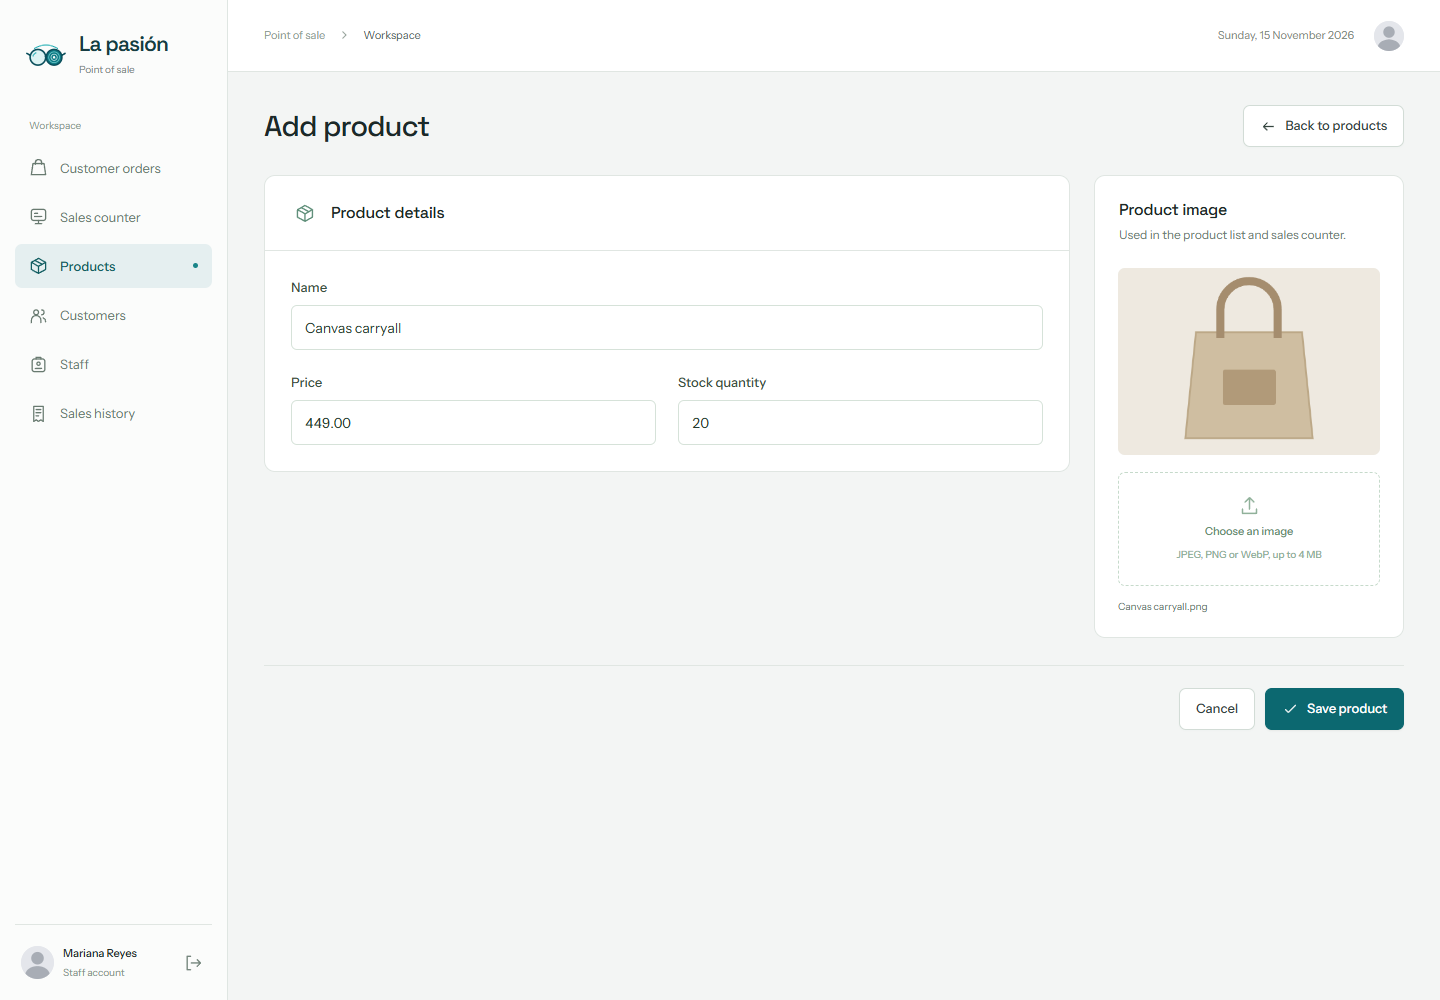 La pasión
Point of sale
Workspace
Customer orders
Sales counter
Products
Customers
Staff
Sales history
Mariana Reyes
Staff account
Point of sale
Workspace
Sunday, 15 November 2026
Add product
Back to products
Product details
Name
Canvas carryall
Price
Stock quantity
449.00
20
Product image
Used in the product list and sales counter.
Choose an image
JPEG, PNG or WebP, up to 4 MB
Canvas carryall.png
Cancel
Save product